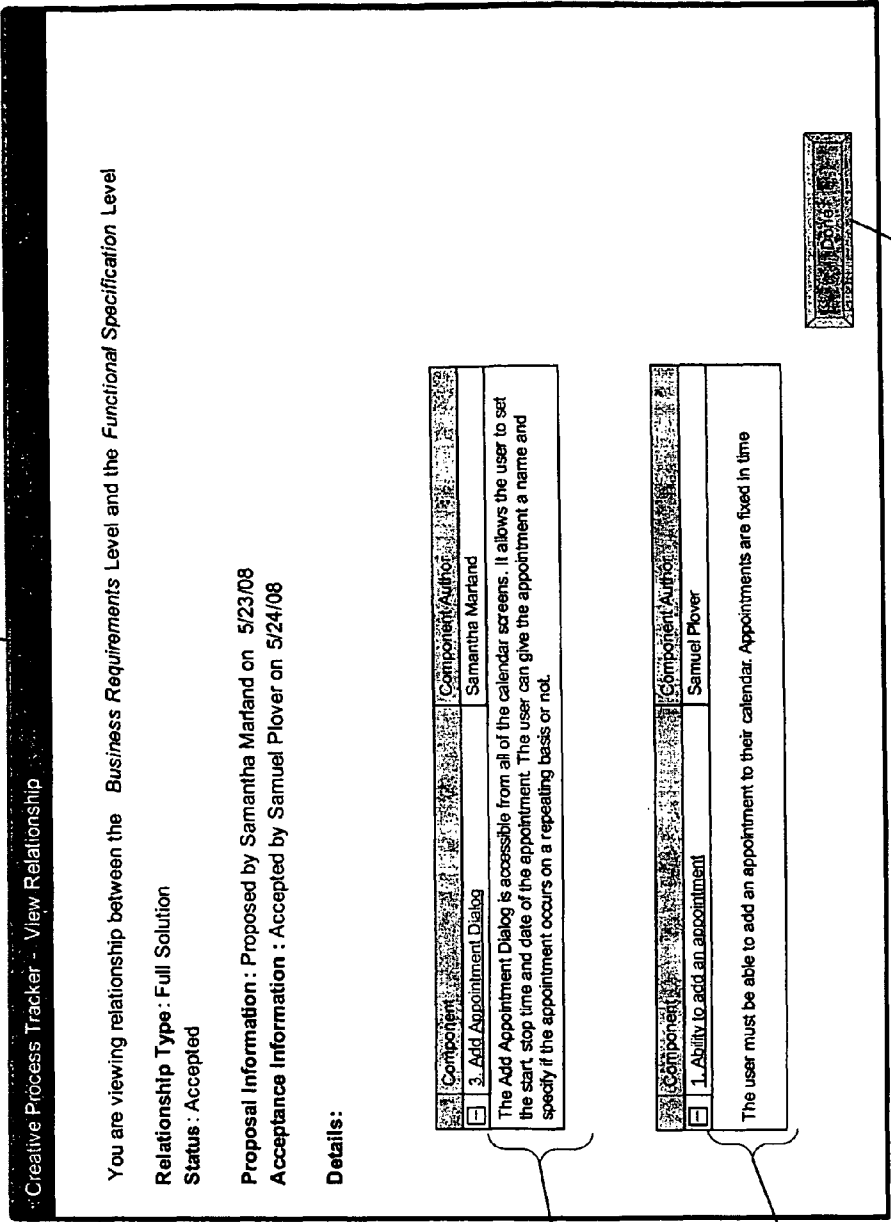 Creative Process Tracker - View Relationship
You are viewing relationship between the Business Requirements Level and the Functional Specification Level
Relationship Type : Full Solution
Status : Accepted
Proposal Information : Proposed by Samantha Marland on 5/23/08
Acceptance Information : Accepted by Samuel Plover on 5/24/08
Details:
Component Component Author
3. Add Appointment Dialog Samantha Marland
The Add Appointment Dialog is accessible from all of the calendar screens. It allows the user to set
the start, stop time and date of the appointment. The user can give the appointment a name and
specify if the appointment occurs on a repeating basis or not.
Component Component Author
1. Ability to add an appointment Samuel Plover
The user must be able to add an appointment to their calendar. Appointments are fixed in time
Done